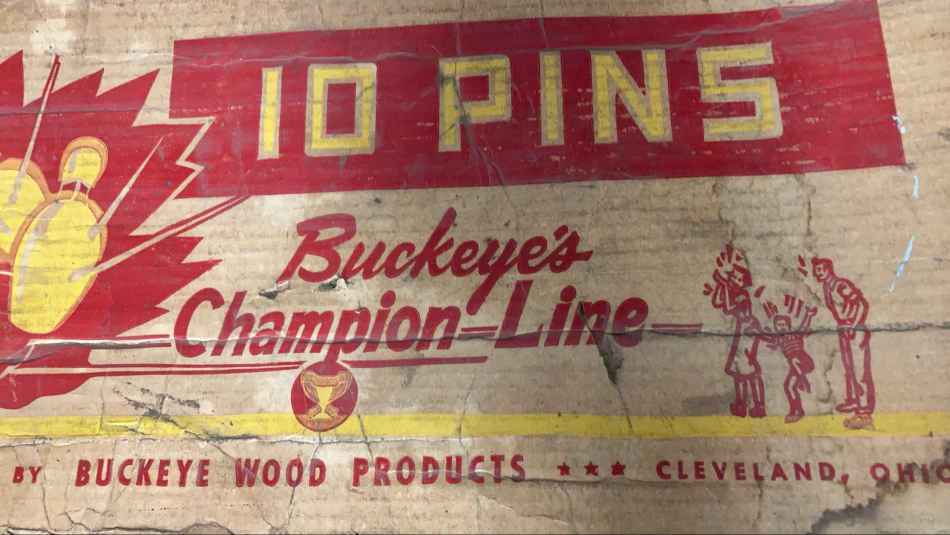 10 PINS
Buckeye's
Champion-Line
BY BUCKEYE WOOD PRODUCTS ★★★ CLEVELAND, OHIO